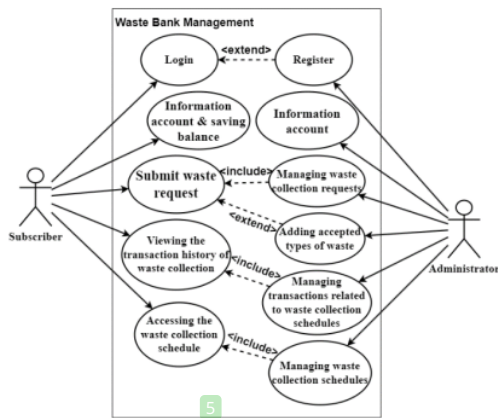 Waste Bank Management
Login
<extend>
Register
Information
account & saving
balance
Information
account
Submit waste
request
<include>
Managing waste
collection requests
<extend>
Adding accepted
types of waste
Subscriber
Administrator
Viewing the
transaction history of
waste collection
<include>
Managing
transactions related
to waste collection
schedules
Accessing the
waste collection
schedule
<include>
Managing waste
collection schedules
5